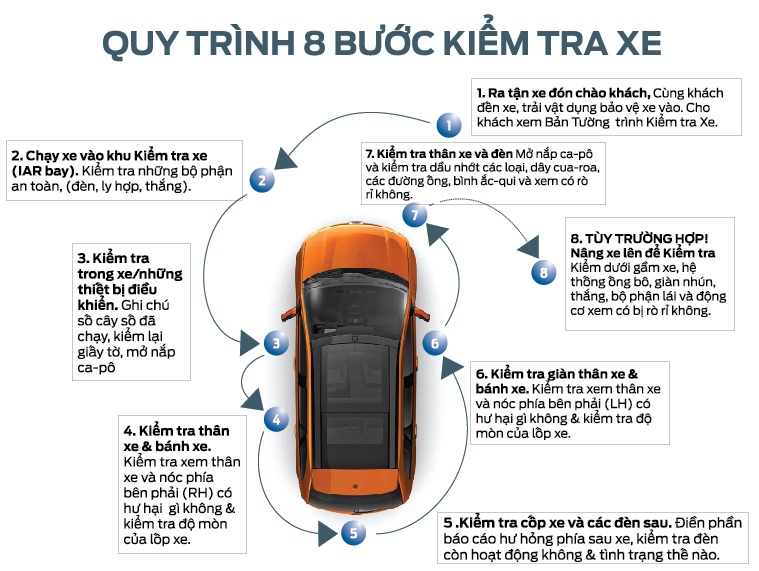 QUY TRÌNH 8 BƯỚC KIỂM TRA XE
1
1. Ra tận xe đón chào khách, Cùng khách
đến xe, trải vật dụng bảo vệ xe vào. Cho
khách xem Bản Tường trình Kiểm tra Xe.
2. Chạy xe vào khu Kiểm tra xe
(IAR bay). Kiểm tra những bộ phận
an toàn, (đèn, ly hợp, thắng).
2
7. Kiểm tra thân xe và đèn Mở nắp ca-pô
và kiểm tra dầu nhớt các loại, dây cua-roa,
các đường ống, bình ắc-qui và xem có rò
rỉ không.
7
8
8. TÙY TRƯỜNG HỢP!
Nâng xe lên để Kiểm tra
Kiểm dưới gầm xe, hệ
thồng ống bô, giàn nhún,
thắng, bộ phận lái và động
cơ xem có bị rò rỉ không.
3. Kiểm tra
trong xe/những
thiết bị điều
khiển. Ghi chú
số cây số đã
chạy, kiểm lại
giấy tờ, mở nắp
ca-pô
3
6
6. Kiểm tra giàn thân xe &
bánh xe. Kiểm tra xem thân xe
và nóc phía bên phải (LH) có
hư hại gì không & kiểm tra độ
mòn của lốp xe.
4
4. Kiểm tra thân
xe & bánh xe.
Kiểm tra xem thân
xe và nóc phía
bên phải (RH) có
hư hại gì không &
kiểm tra độ mòn
của lốp xe.
5
5 .Kiểm tra cốp xe và các đèn sau. Điền phần
báo cáo hư hỏng phía sau xe, kiểm tra đèn
còn hoạt động không & tình trạng thế nào.